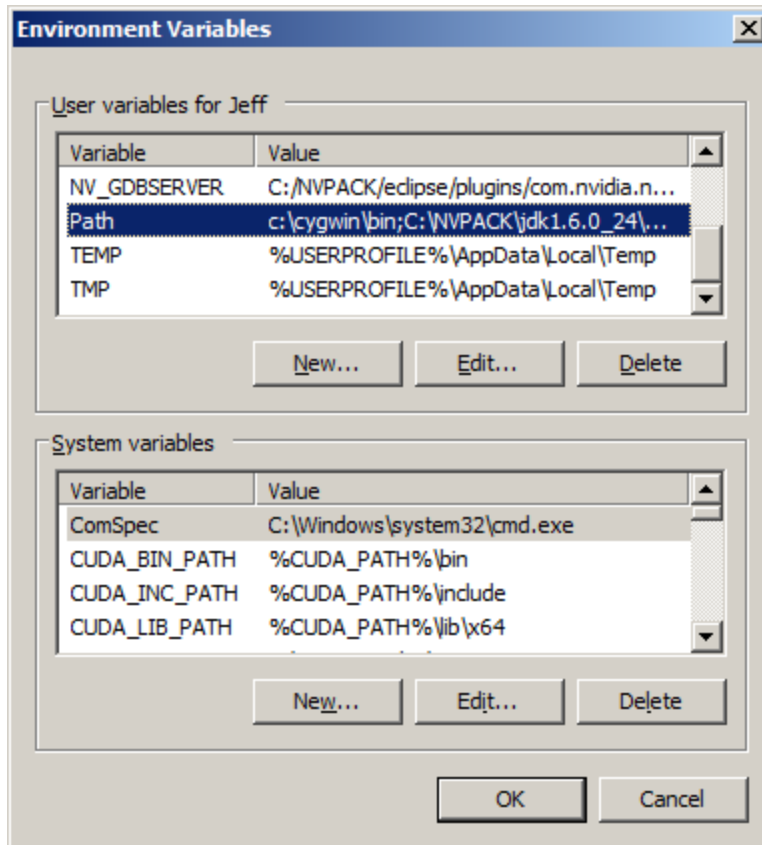 Environment Variables
User variables for Jeff
Variable Value
NV_GDBSERVER C:/NVPACK/eclipse/plugins/com.nvidia.n...
Path c:\cygwin\bin;C:\NVPACK\jdk1.6.0_24\...
TEMP %USERPROFILE%\AppData\Local\Temp
TMP %USERPROFILE%\AppData\Local\Temp
New... Edit... Delete
System variables
Variable Value
ComSpec C:\Windows\system32\cmd.exe
CUDA_BIN_PATH %CUDA_PATH%\bin
CUDA_INC_PATH %CUDA_PATH%\include
CUDA_LIB_PATH %CUDA_PATH%\lib\x64
New... Edit... Delete
OK Cancel